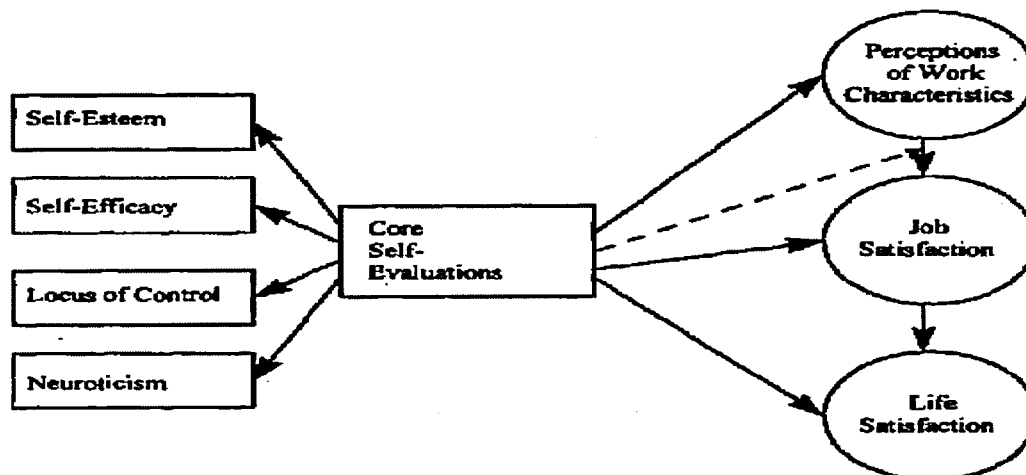 Self-Esteem
Self-Efficacy
Locus of Control
Neuroticism
Core
Self-
Evaluations
Perceptions
of Work
Characteristics
Job
Satisfaction
Life
Satisfaction